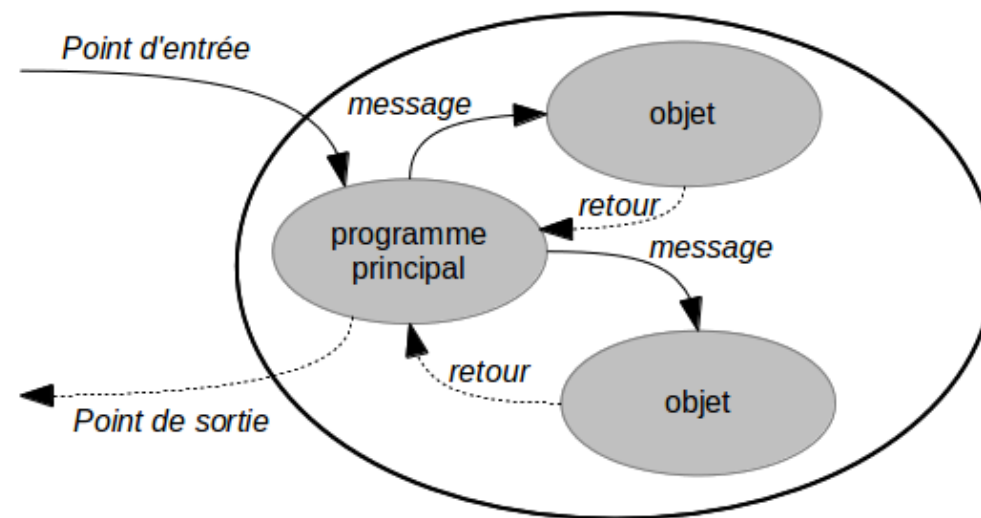 Point d'entrée
message
objet
retour
programme
principal
message
retour
objet
Point de sortie